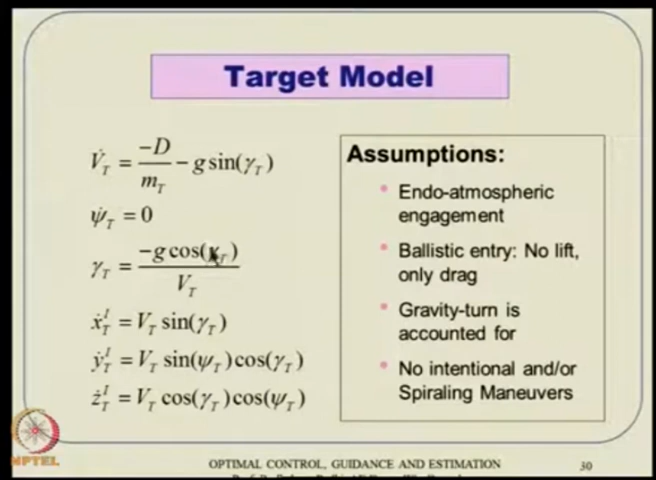 Target Model
V̇_T = -D/m_T - g sin(γ_T)
ψ̇_T = 0
γ_T = -g cos(γ_T)/V_T
ẋ_T^I = V_T sin(γ_T)
ẏ_T^I = V_T sin(ψ_T) cos(γ_T)
ż_T^I = V_T cos(γ_T) cos(ψ_T)
Assumptions:
• Endo-atmospheric
engagement
• Ballistic entry: No lift,
only drag
• Gravity-turn is
accounted for
• No intentional and/or
Spiraling Maneuvers
NPTEL
OPTIMAL CONTROL, GUIDANCE AND ESTIMATION
30